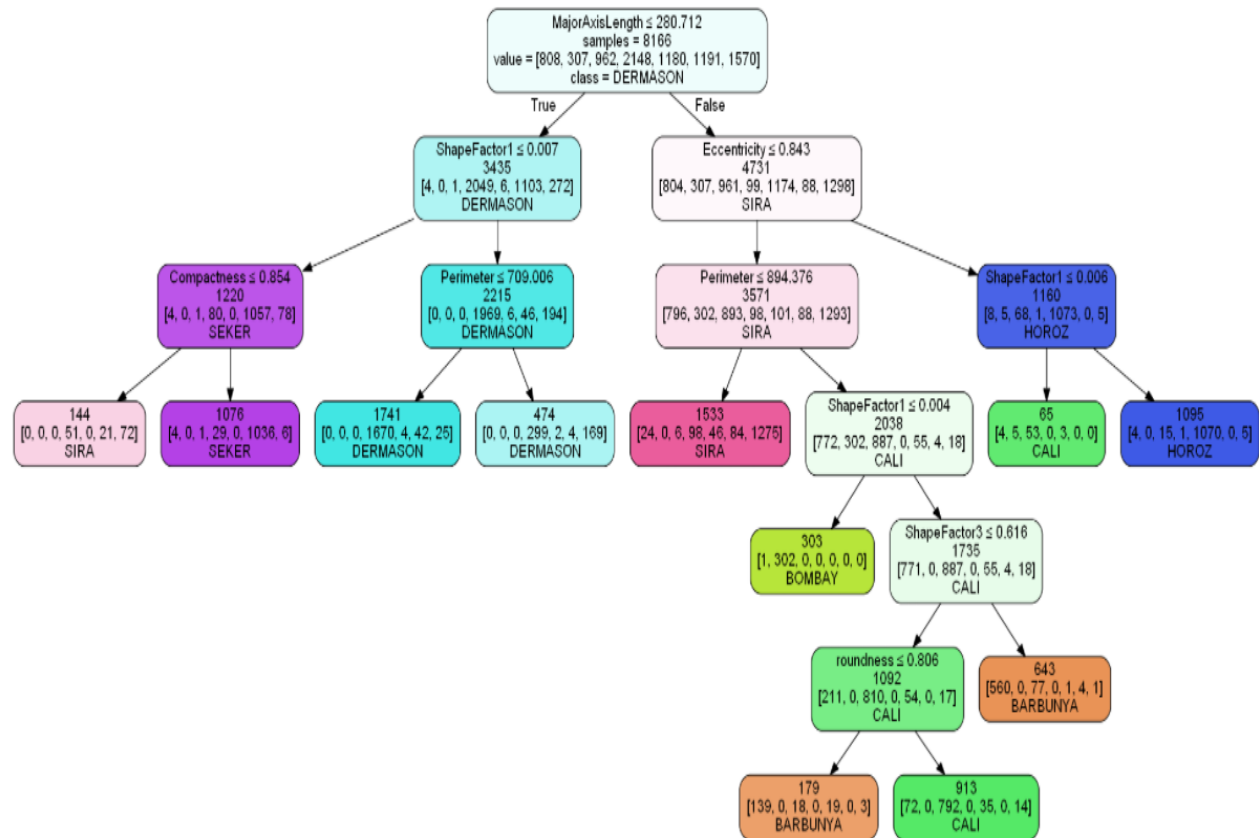 MajorAxisLength ≤ 280.712
samples = 8166
value = [808, 307, 962, 2148, 1180, 1191, 1570]
class = DERMASON
True
False
ShapeFactor1 ≤ 0.007
3435
[4, 0, 1, 2049, 6, 1103, 272]
DERMASON
Eccentricity ≤ 0.843
4731
[804, 307, 961, 99, 1174, 88, 1298]
SIRA
Compactness ≤ 0.854
1220
[4, 0, 1, 80, 0, 1057, 78]
SEKER
Perimeter ≤ 709.006
2215
[0, 0, 0, 1969, 6, 46, 194]
DERMASON
Perimeter ≤ 894.376
3571
[796, 302, 893, 98, 101, 88, 1293]
SIRA
ShapeFactor1 ≤ 0.006
1160
[8, 5, 68, 1, 1073, 0, 5]
HOROZ
144
[0, 0, 0, 51, 0, 21, 72]
SIRA
1076
[4, 0, 1, 29, 0, 1036, 6]
SEKER
1741
[0, 0, 0, 1670, 4, 42, 25]
DERMASON
474
[0, 0, 0, 299, 2, 4, 169]
DERMASON
1533
[24, 0, 6, 98, 46, 84, 1275]
SIRA
ShapeFactor1 ≤ 0.004
2038
[772, 302, 887, 0, 55, 4, 18]
CALI
65
[4, 5, 53, 0, 3, 0, 0]
CALI
1095
[4, 0, 15, 1, 1070, 0, 5]
HOROZ
303
[1, 302, 0, 0, 0, 0, 0]
BOMBAY
ShapeFactor3 ≤ 0.616
1735
[771, 0, 887, 0, 55, 4, 18]
CALI
roundness ≤ 0.806
1092
[211, 0, 810, 0, 54, 0, 17]
CALI
643
[560, 0, 77, 0, 1, 4, 1]
BARBUNYA
179
[139, 0, 18, 0, 19, 0, 3]
BARBUNYA
913
[72, 0, 792, 0, 35, 0, 14]
CALI